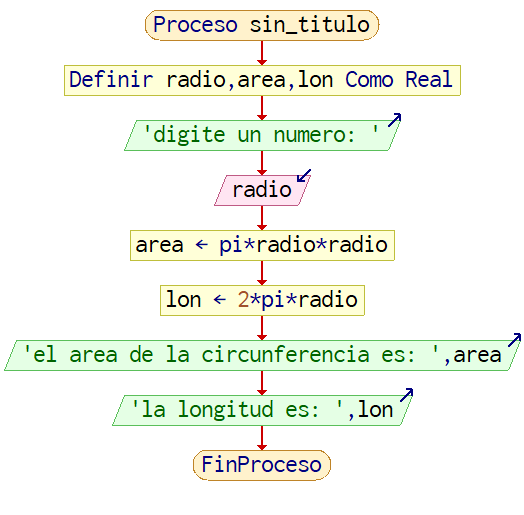 Proceso sin_titulo
Definir radio,area,lon Como Real
'digite un numero: '
radio
area ← pi*radio*radio
lon ← 2*pi*radio
'el area de la circunferencia es: ',area
'la longitud es: ',lon
FinProceso